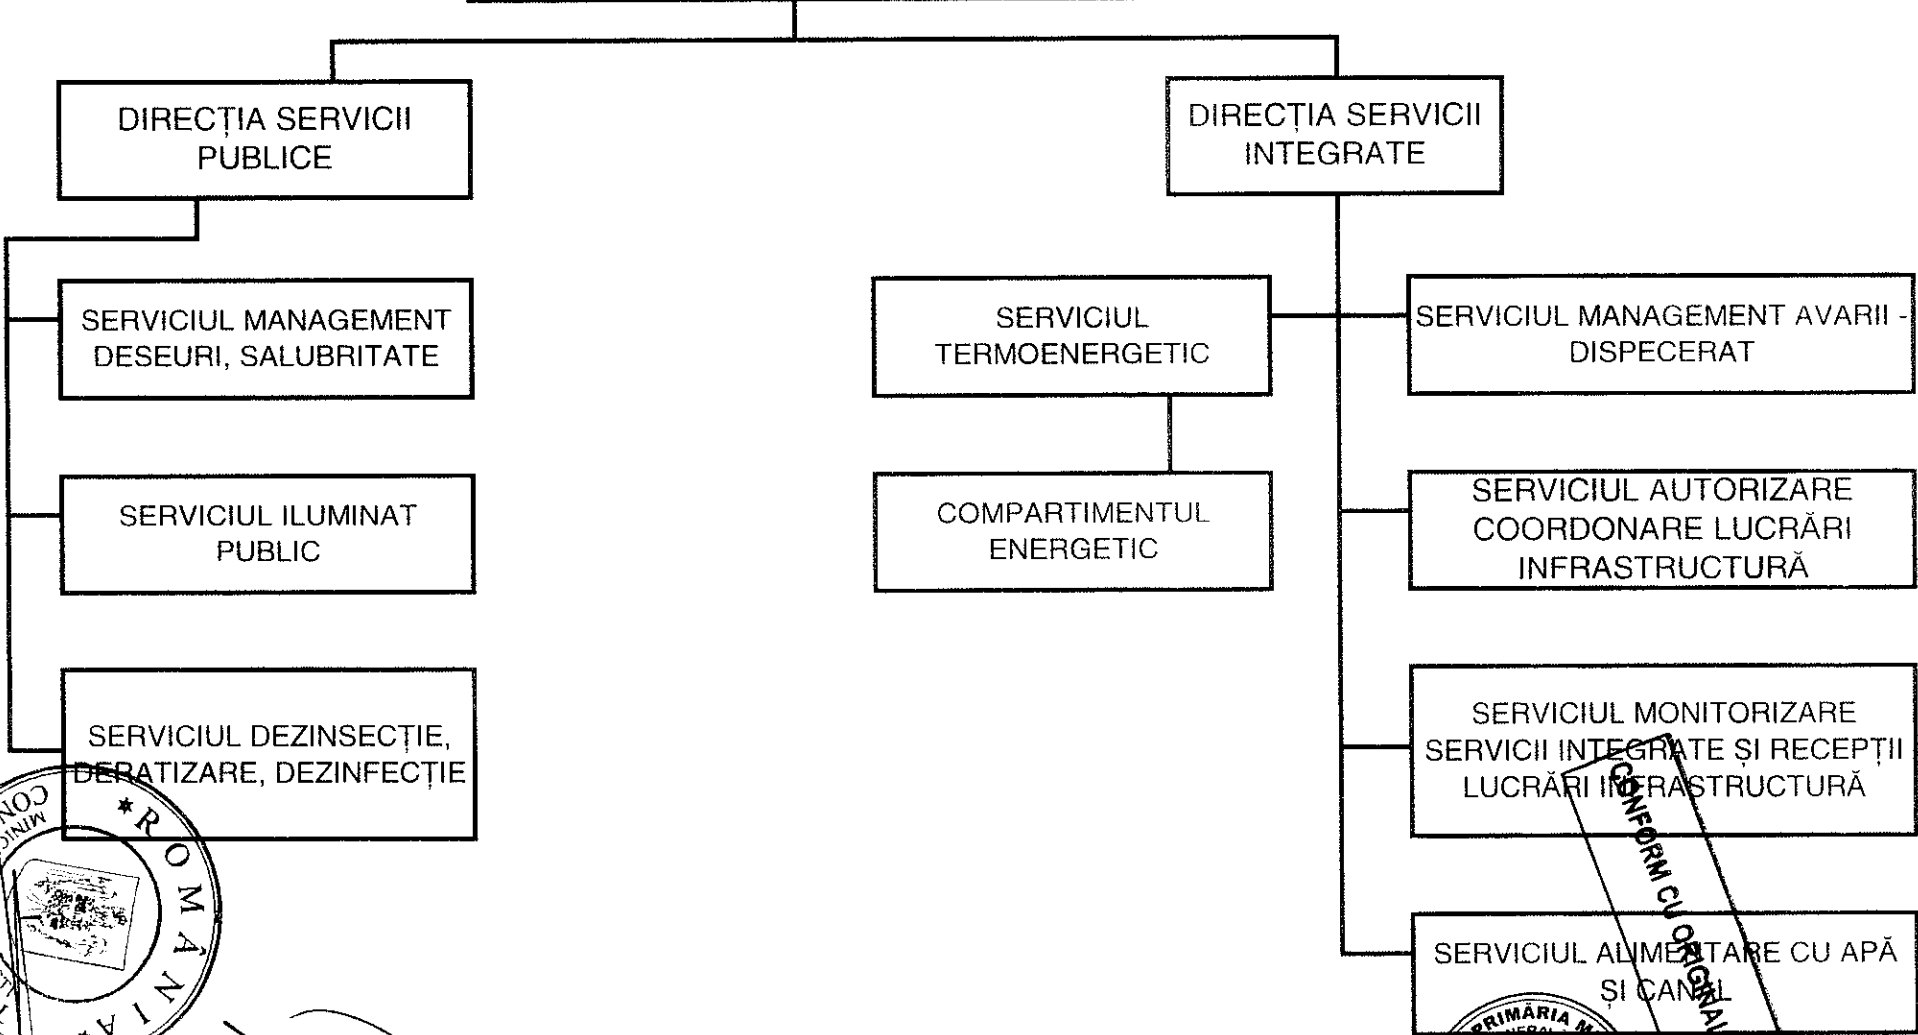 DIRECȚIA SERVICII
PUBLICE
DIRECȚIA SERVICII
INTEGRATE
SERVICIUL MANAGEMENT
DESEURI, SALUBRITATE
SERVICIUL
TERMOENERGETIC
SERVICIUL MANAGEMENT AVARII -
DISPECERAT
SERVICIUL ILUMINAT
PUBLIC
COMPARTIMENTUL
ENERGETIC
SERVICIUL AUTORIZARE
COORDONARE LUCRĂRI
INFRASTRUCTURĂ
SERVICIUL DEZINSECȚIE,
DERATIZARE, DEZINFECȚIE
SERVICIUL MONITORIZARE
SERVICII INTEGRATE ȘI RECEPȚII
LUCRĂRI INFRASTRUCTURĂ
SERVICIUL ALIMENTARE CU APĂ
ȘI CANAL
CONFORM CU ORIGINAL
*ROMÂNIA*
PRIMĂRIA